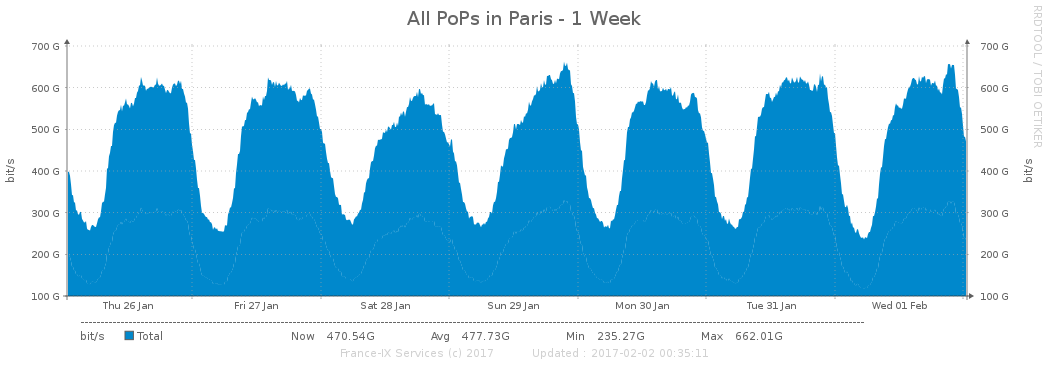 All PoPs in Paris - 1 Week
RRDTOOL / TOBI OETIKER
bit/s
700 G 700 G
600 G 600 G
500 G 500 G
400 G 400 G
300 G 300 G
200 G 200 G
100 G 100 G
bit/s
Thu 26 Jan Fri 27 Jan Sat 28 Jan Sun 29 Jan Mon 30 Jan Tue 31 Jan Wed 01 Feb
bit/s Total Now 470.54G Avg 477.73G Min 235.27G Max 662.01G
France-IX Services (c) 2017 Updated : 2017-02-02 00:35:11